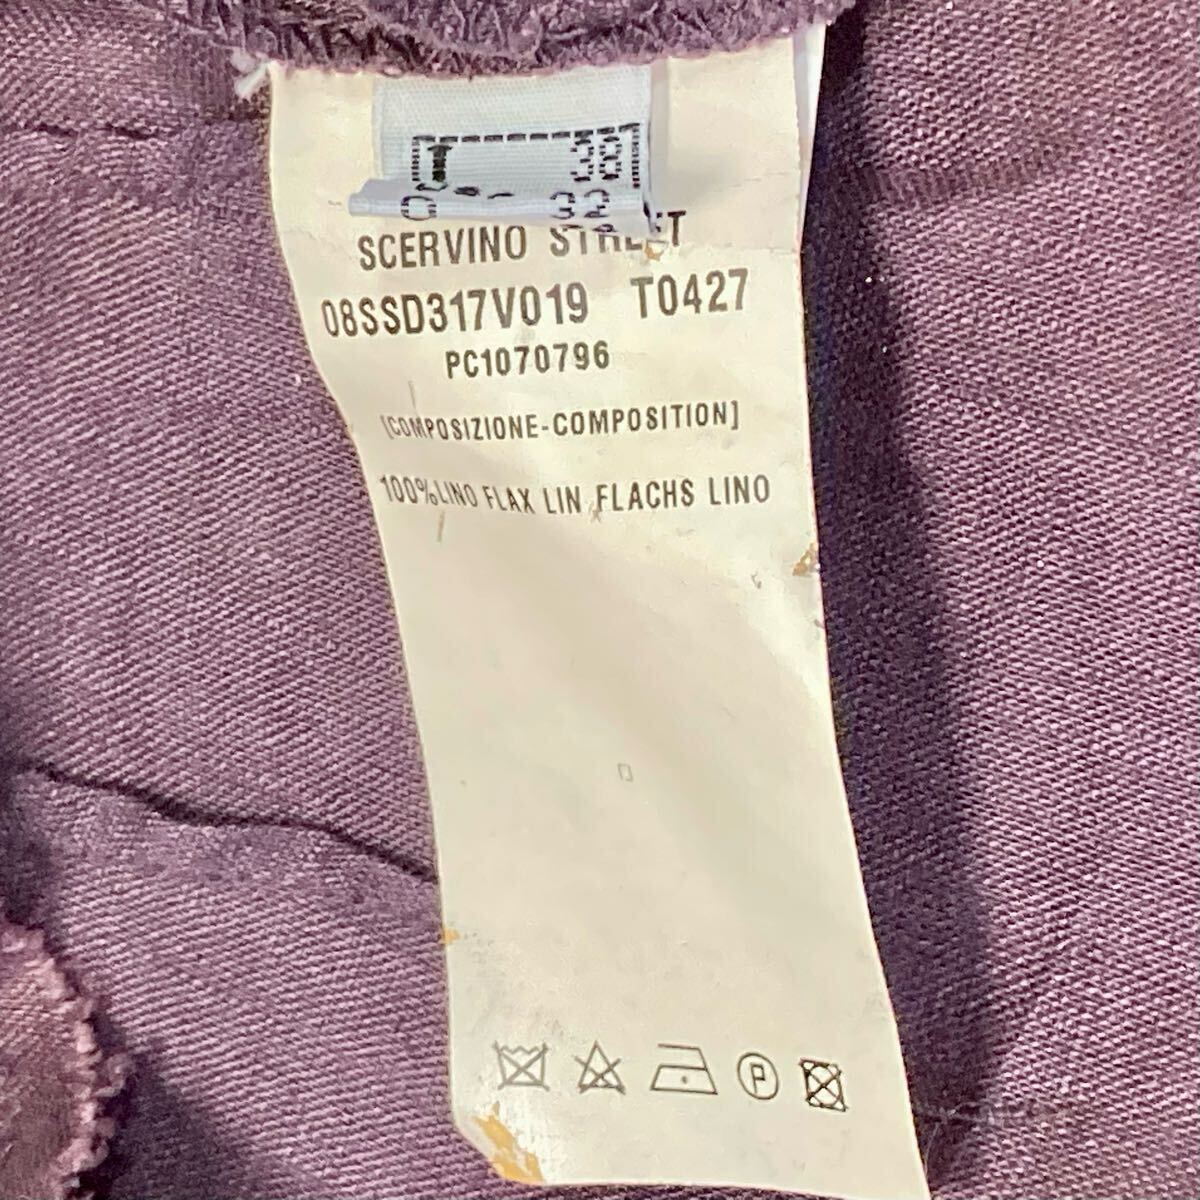 I 38
32
SCERVINO STREET
08SSD317V019 T0427
PC1070796
[COMPOSIZIONE-COMPOSITION]
100%LINO FLAX LIN FLACHS LINO
P